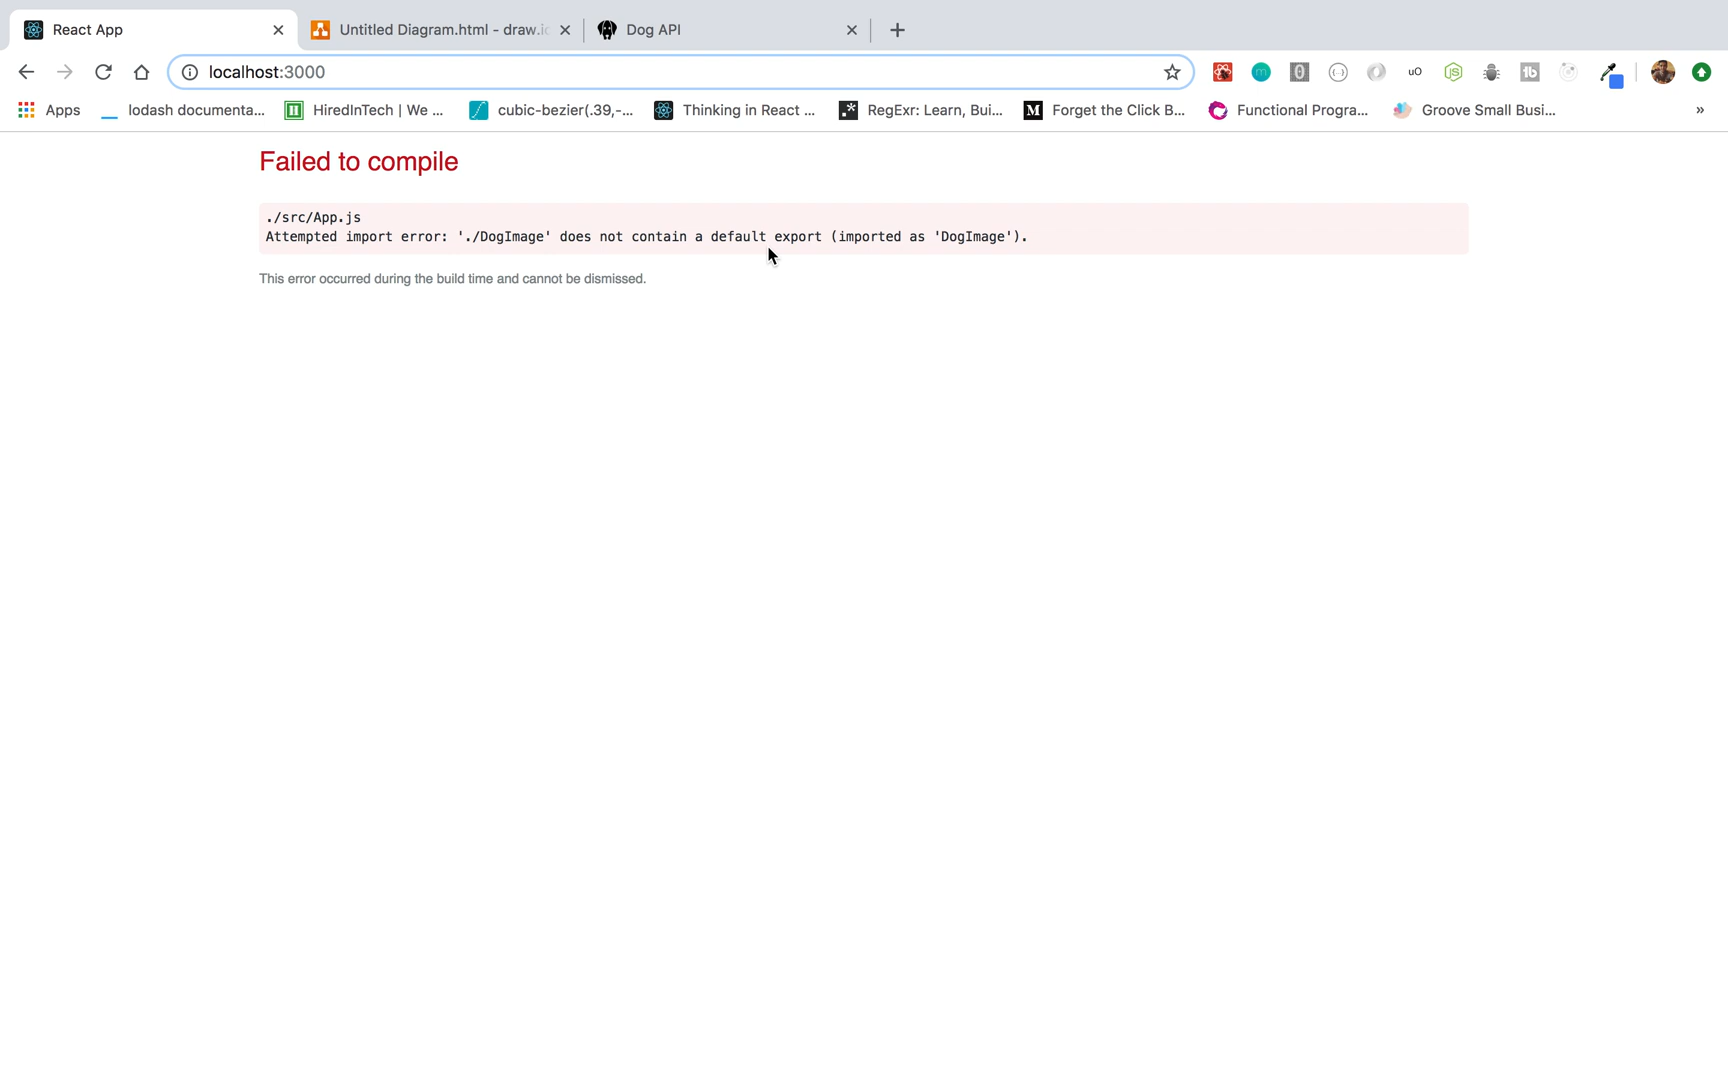 React App
Untitled Diagram.html - draw.i
Dog API
localhost:3000
{··}
uO
JS
1b
Apps
lodash documenta...
HiredInTech | We ...
cubic-bezier(.39,-...
Thinking in React ...
.*
RegExr: Learn, Bui...
M
Forget the Click B...
Functional Progra...
Groove Small Busi...
»
Failed to compile
./src/App.js
Attempted import error: './DogImage' does not contain a default export (imported as 'DogImage').
This error occurred during the build time and cannot be dismissed.